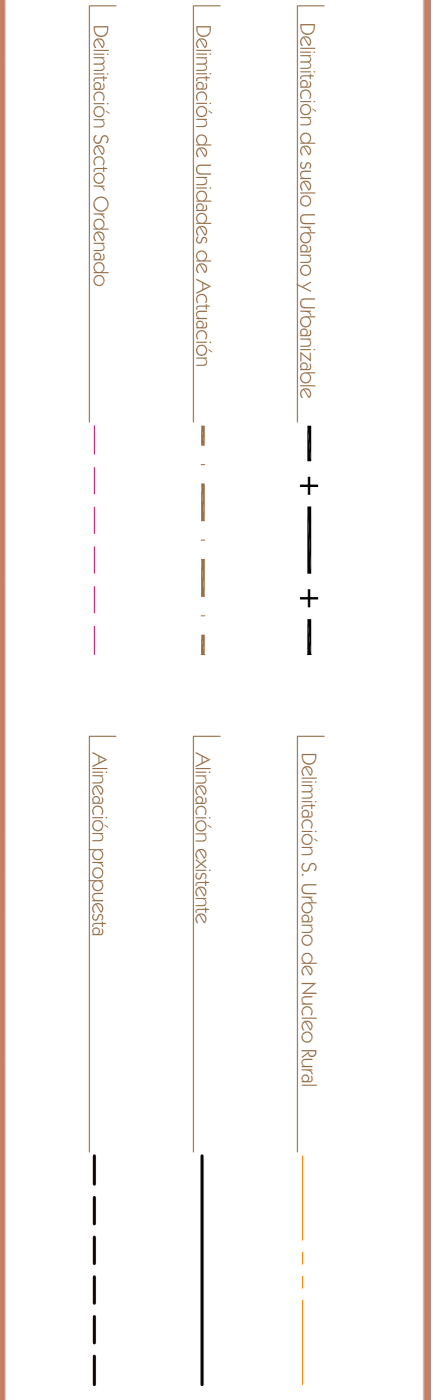 Delimitación de suelo Urbano y Urbanizable
Delimitación de Unidades de Actuación
Delimitación Sector Ordenado
Delimitación S. Urbano de Nucleo Rural
Alineación existente
Alineación propuesta